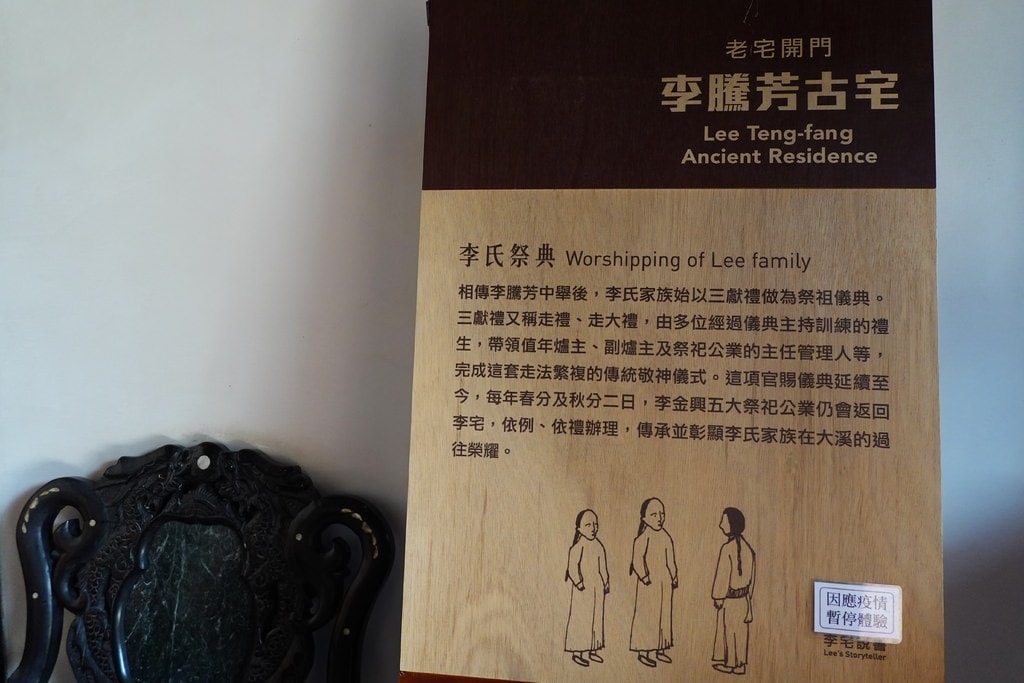 老宅開門
李騰芳古宅
Lee Teng-fang
Ancient Residence
李氏祭典 Worshipping of Lee family
相傳李騰芳中舉後，李氏家族始以三獻禮做為祭祖儀典。
三獻禮又稱走禮、走大禮，由多位經過儀典主持訓練的禮
生，帶領值年爐主、副爐主及祭祀公業的主任管理人等，
完成這套走法繁複的傳統敬神儀式。這項官賜儀典延續至
今，每年春分及秋分二日，李金興五大祭祀公業仍會返回
李宅，依例、依禮辦理，傳承並彰顯李氏家族在大溪的過
往榮耀。
因應疫情
暫停體驗
李宅說書
Lee's Storyteller